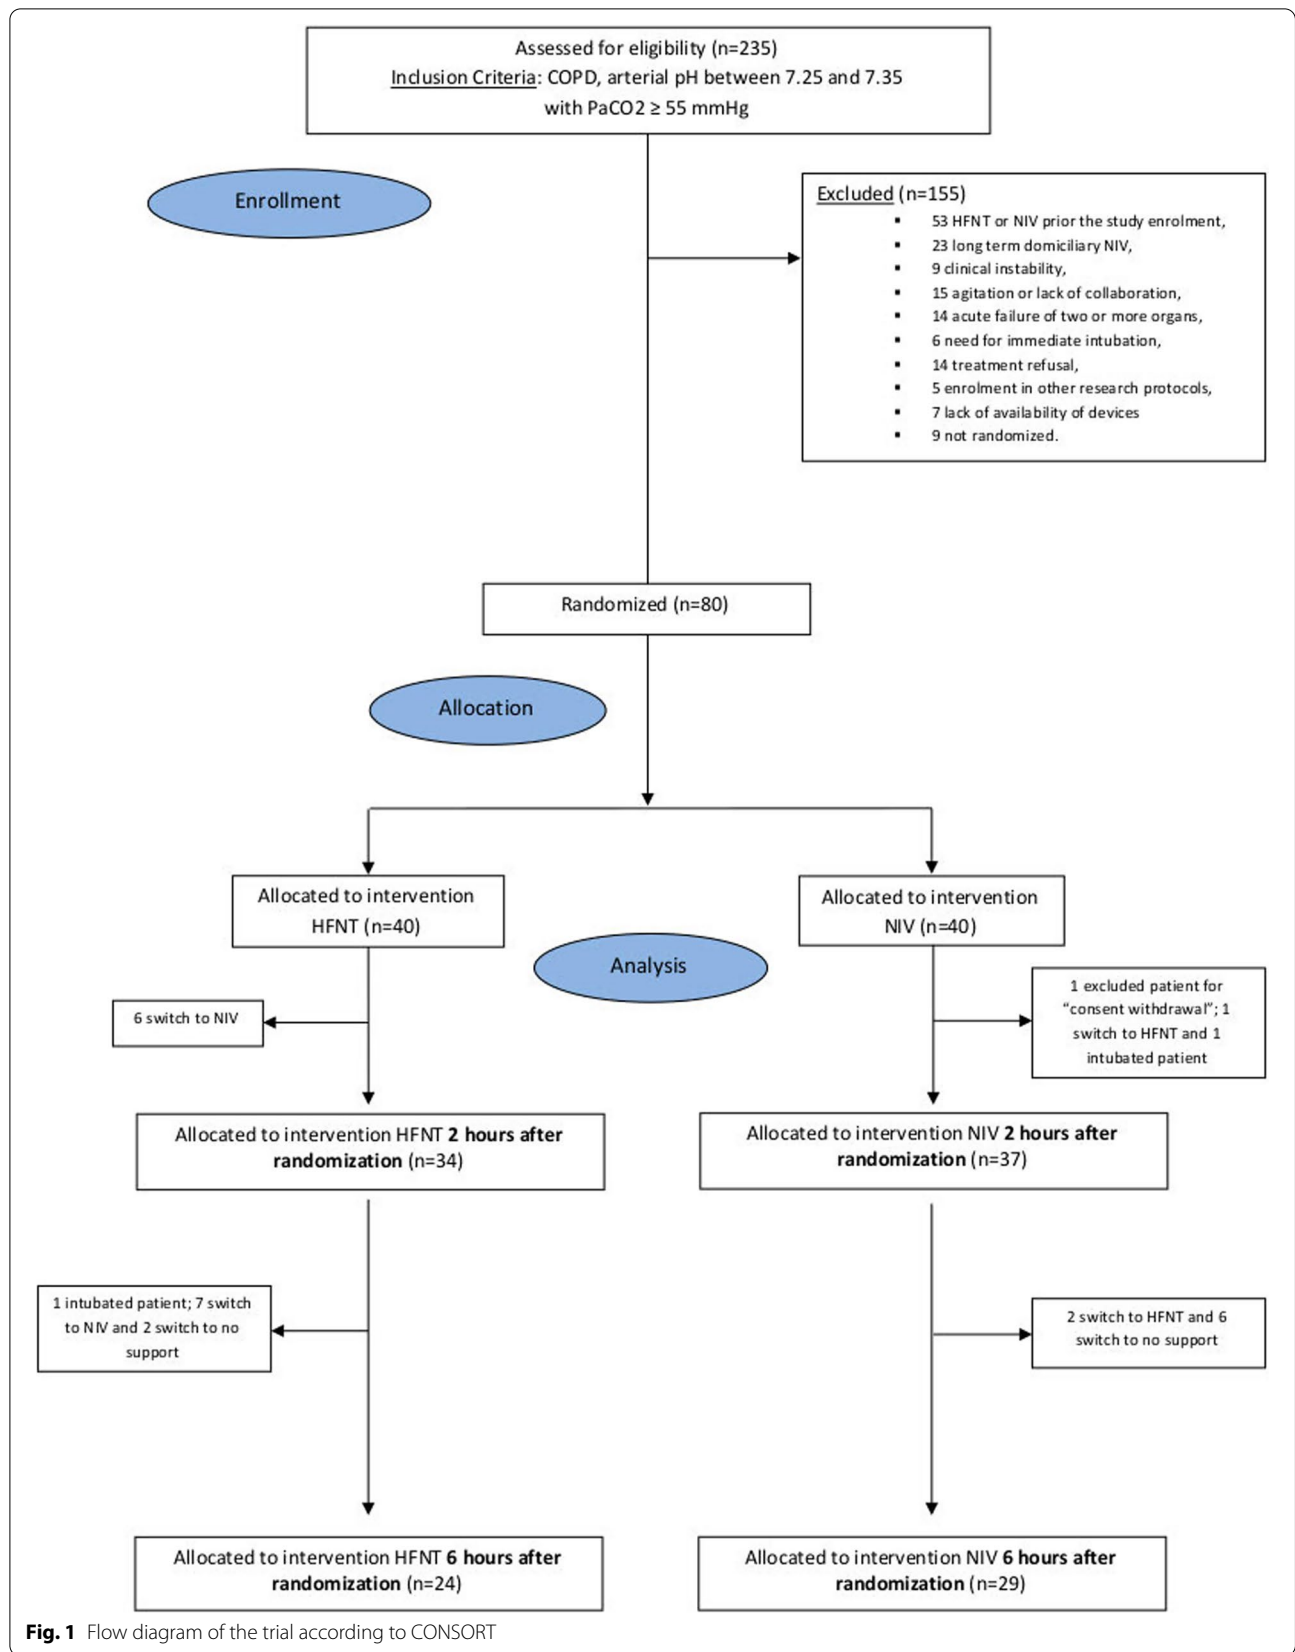 Assessed for eligibility (n=235)
Inclusion Criteria: COPD, arterial pH between 7.25 and 7.35
with PaCO2 ≥ 55 mmHg
Enrollment
Excluded (n=155)
▪ 53 HFNT or NIV prior the study enrolment,
▪ 23 long term domiciliary NIV,
▪ 9 clinical instability,
▪ 15 agitation or lack of collaboration,
▪ 14 acute failure of two or more organs,
▪ 6 need for immediate intubation,
▪ 14 treatment refusal,
▪ 5 enrolment in other research protocols,
▪ 7 lack of availability of devices
▪ 9 not randomized.
Randomized (n=80)
Allocation
Allocated to intervention
HFNT (n=40)
Allocated to intervention
NIV (n=40)
Analysis
6 switch to NIV
1 excluded patient for
“consent withdrawal”; 1
switch to HFNT and 1
intubated patient
Allocated to intervention HFNT 2 hours after
randomization (n=34)
Allocated to intervention NIV 2 hours after
randomization (n=37)
1 intubated patient; 7 switch
to NIV and 2 switch to no
support
2 switch to HFNT and 6
switch to no support
Allocated to intervention HFNT 6 hours after
randomization (n=24)
Allocated to intervention NIV 6 hours after
randomization (n=29)
Fig. 1 Flow diagram of the trial according to CONSORT